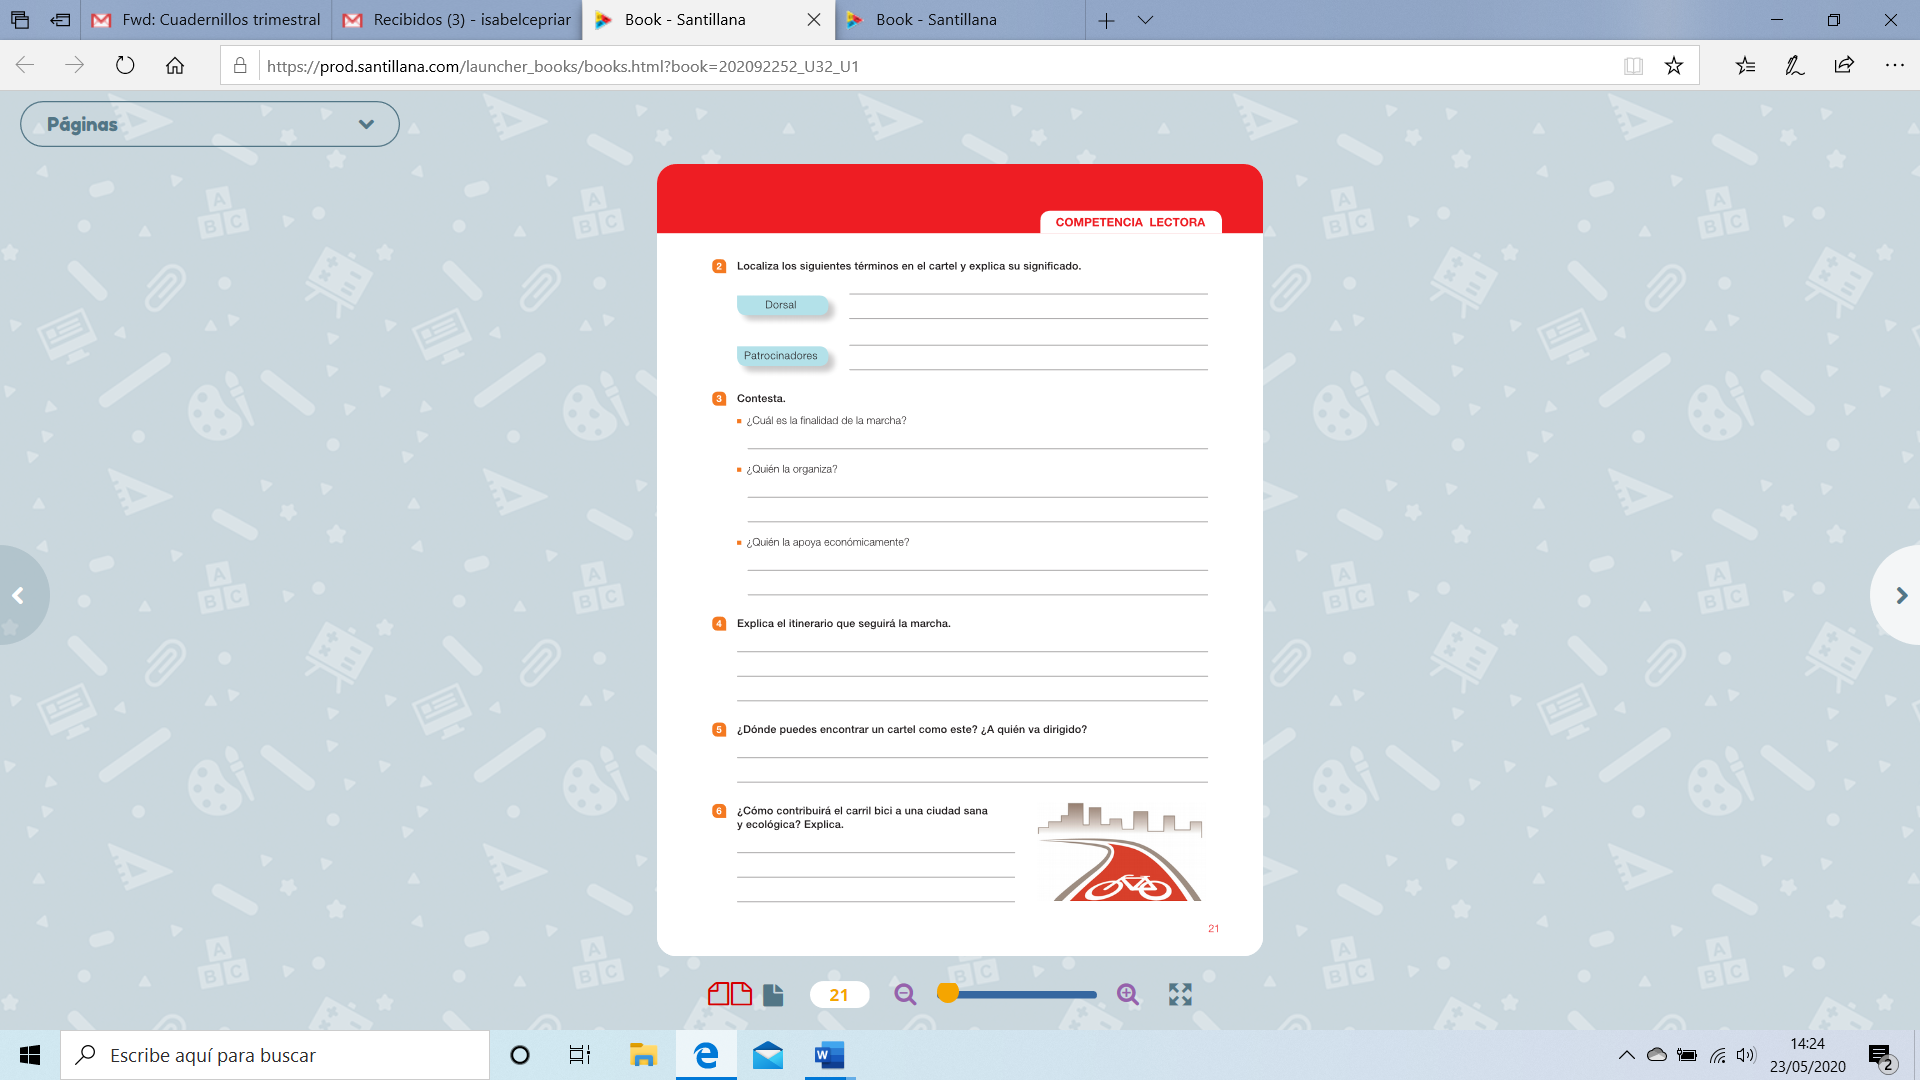 Fwd: Cuadernillos trimestral
Recibidos (3) - isabelcepriar
Book - Santillana
Book - Santillana
https://prod.santillana.com/launcher_books/books.html?book=202092252_U32_U1
Páginas
COMPETENCIA LECTORA
2 Localiza los siguientes términos en el cartel y explica su significado.
Dorsal
Patrocinadores
3 Contesta.
¿Cuál es la finalidad de la marcha?
¿Quién la organiza?
¿Quién la apoya económicamente?
4 Explica el itinerario que seguirá la marcha.
5 ¿Dónde puedes encontrar un cartel como este? ¿A quién va dirigido?
6 ¿Cómo contribuirá el carril bici a una ciudad sana
y ecológica? Explica.
21
21
Escribe aquí para buscar
14:24
23/05/2020
2